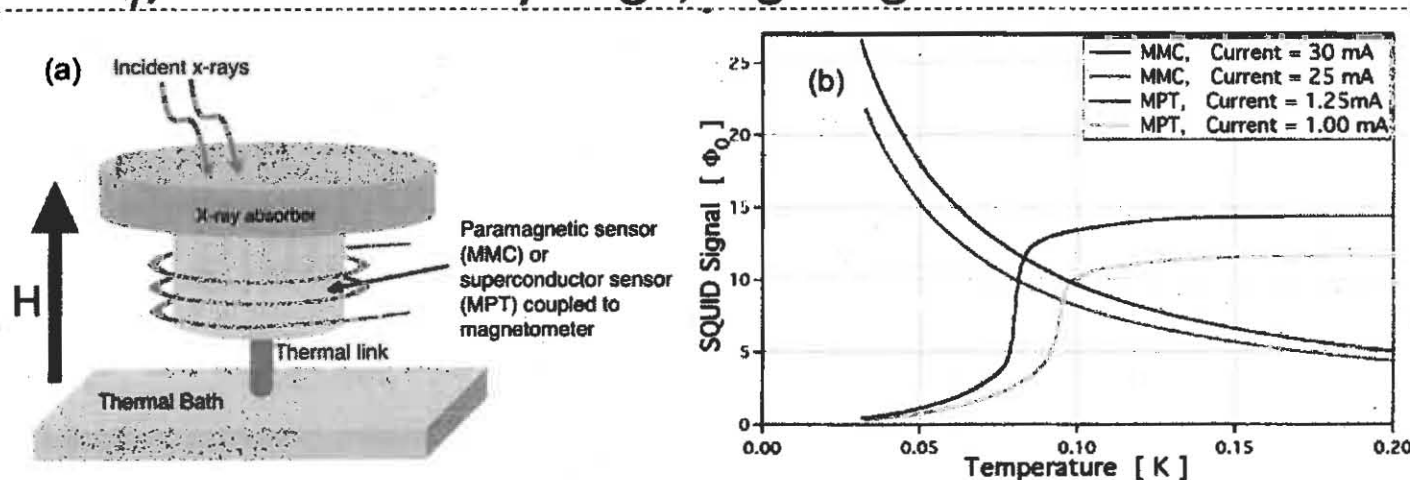 (a)
Incident x-rays
X-ray absorber
H
Paramagnetic sensor
(MMC) or
superconductor sensor
(MPT) coupled to
magnetometer
Thermal link
Thermal Bath
(b)
MMC, Current = 30 mA
MMC, Current = 25 mA
MPT, Current = 1.25mA
MPT, Current = 1.00 mA
SQUID Signal [ Φ₀ ]
25
20
15
10
5
0
0.00
0.05
0.10
0.15
0.20
Temperature [ K ]